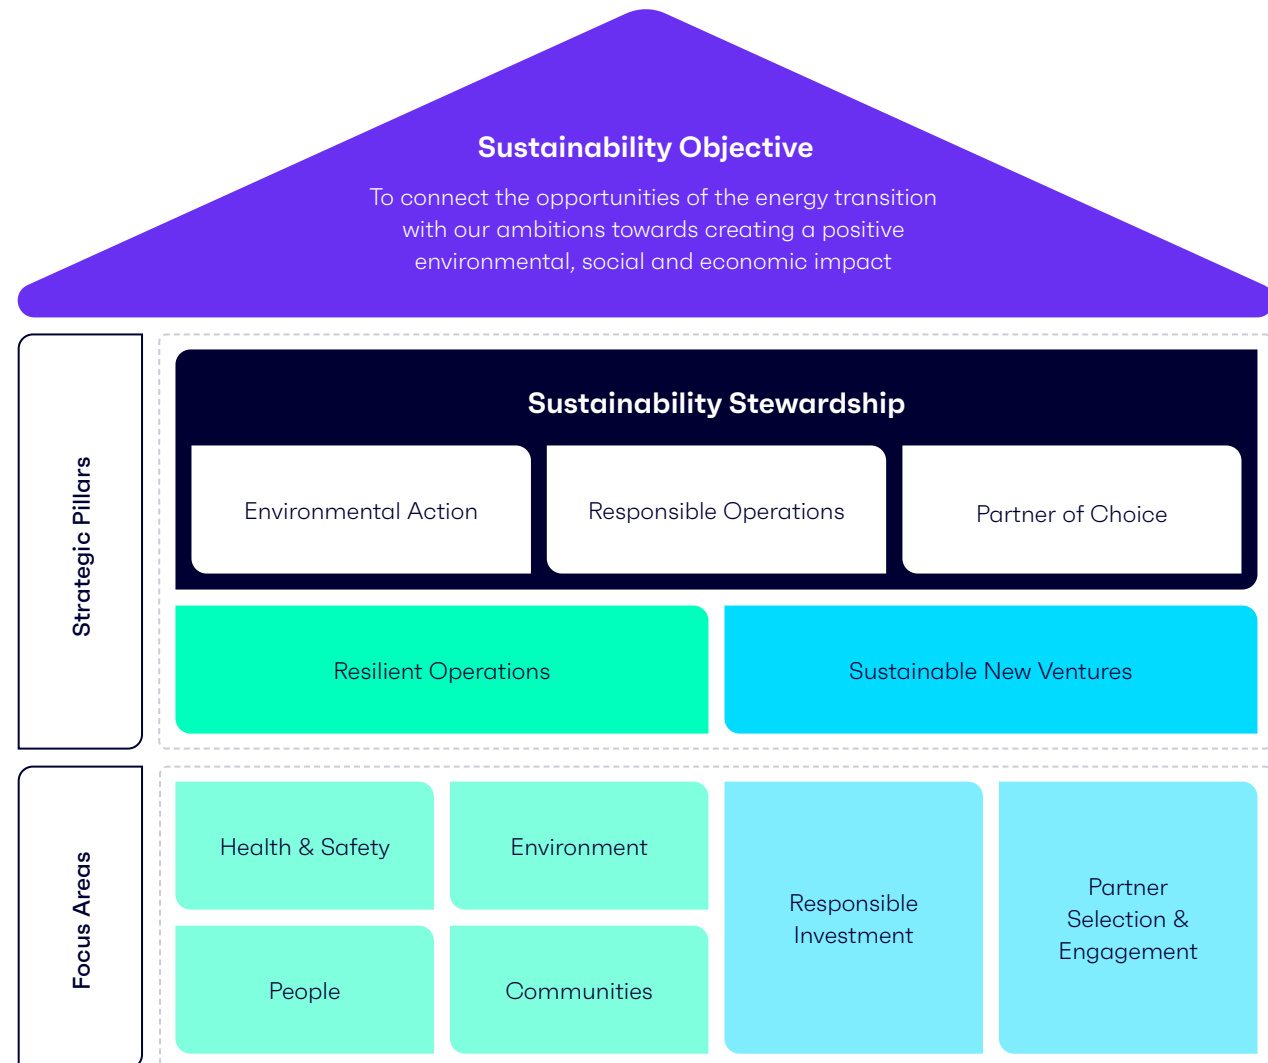 Sustainability Objective
To connect the opportunities of the energy transition
with our ambitions towards creating a positive
environmental, social and economic impact
Strategic Pillars
Sustainability Stewardship
Environmental Action
Responsible Operations
Partner of Choice
Resilient Operations
Sustainable New Ventures
Focus Areas
Health & Safety
Environment
People
Communities
Responsible
Investment
Partner
Selection &
Engagement